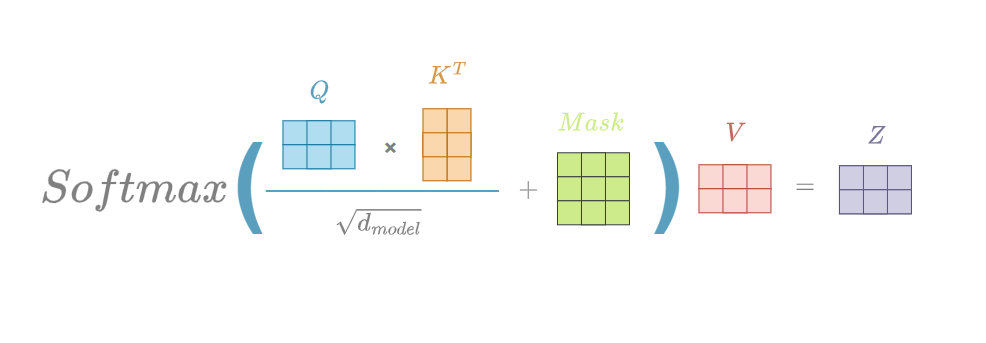 Softmax ( Q × K^T / √d_model + Mask ) V = Z